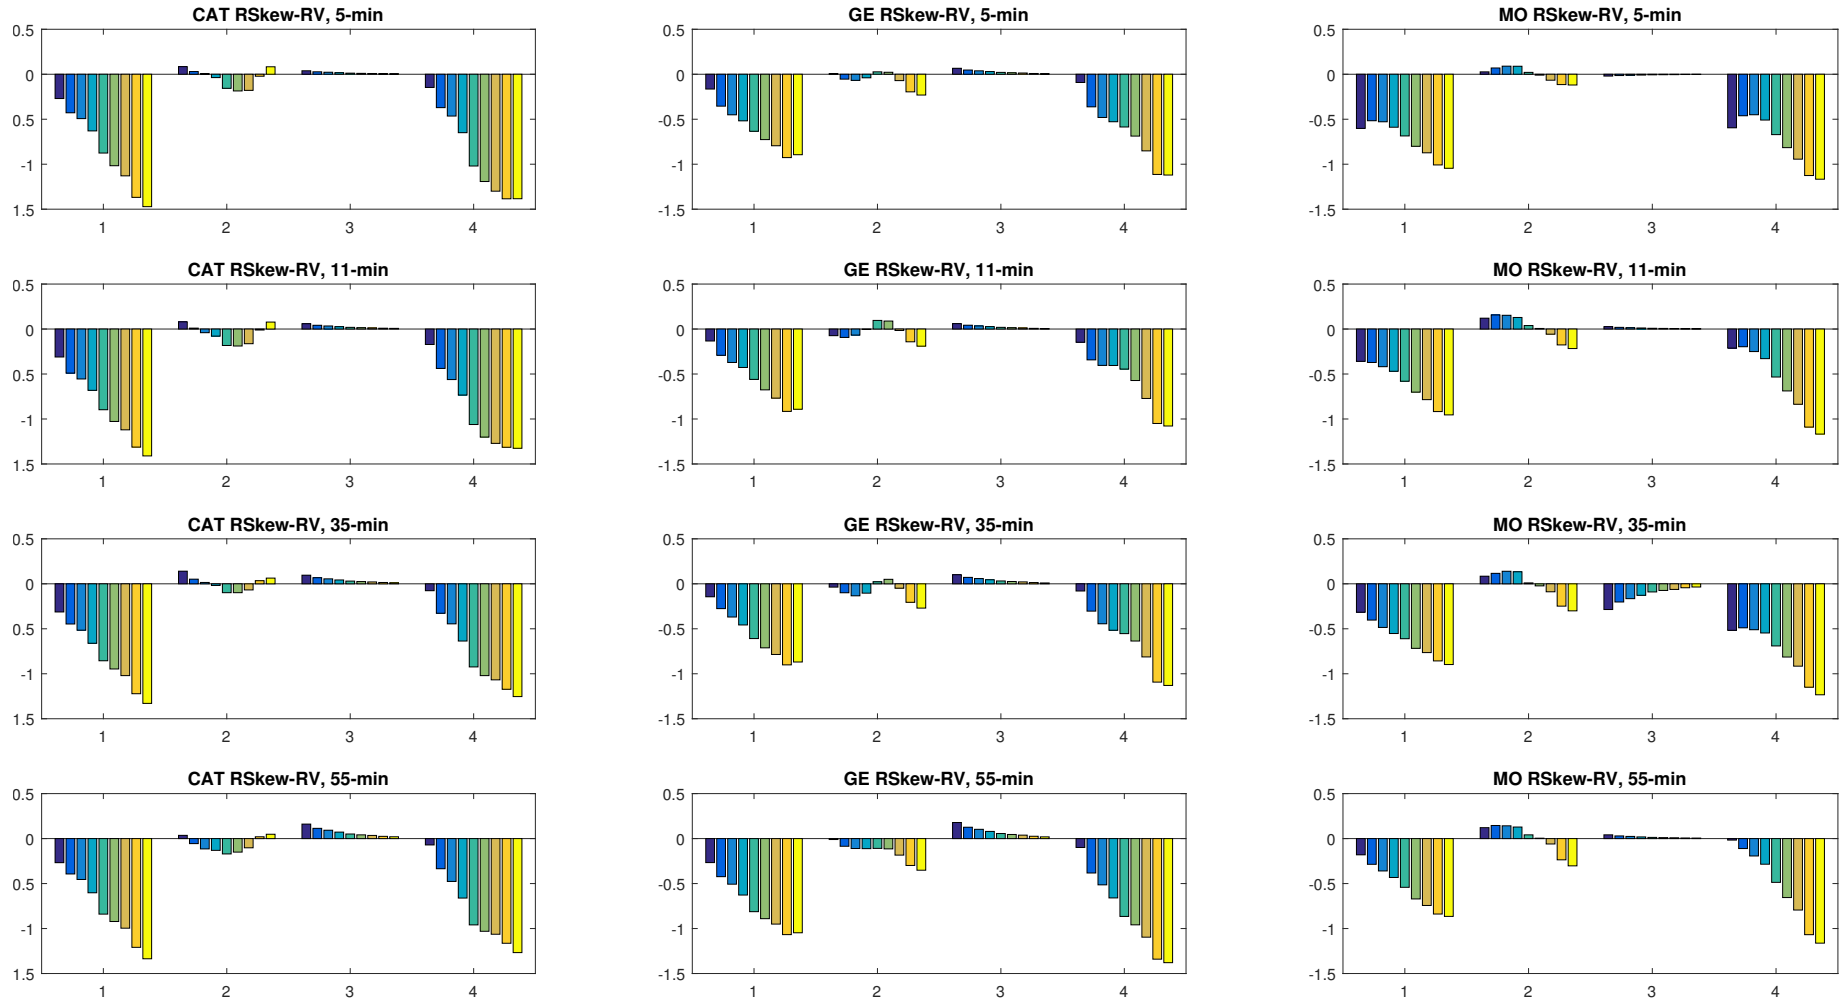 CAT RSkew-RV, 5-min
0.5
0
0.5
-1
1.5
1 2 3 4
GE RSkew-RV, 5-min
0.5
0
-0.5
-1
-1.5
1 2 3 4
MO RSkew-RV, 5-min
0.5
0
-0.5
-1
-1.5
1 2 3 4
CAT RSkew-RV, 11-min
0.5
0
0.5
-1
1.5
1 2 3 4
GE RSkew-RV, 11-min
0.5
0
-0.5
-1
-1.5
1 2 3 4
MO RSkew-RV, 11-min
0.5
0
-0.5
-1
-1.5
1 2 3 4
CAT RSkew-RV, 35-min
0.5
0
0.5
-1
1.5
1 2 3 4
GE RSkew-RV, 35-min
0.5
0
-0.5
-1
-1.5
1 2 3 4
MO RSkew-RV, 35-min
0.5
0
-0.5
-1
-1.5
1 2 3 4
CAT RSkew-RV, 55-min
0.5
0
0.5
-1
1.5
1 2 3 4
GE RSkew-RV, 55-min
0.5
0
-0.5
-1
-1.5
1 2 3 4
MO RSkew-RV, 55-min
0.5
0
-0.5
-1
-1.5
1 2 3 4